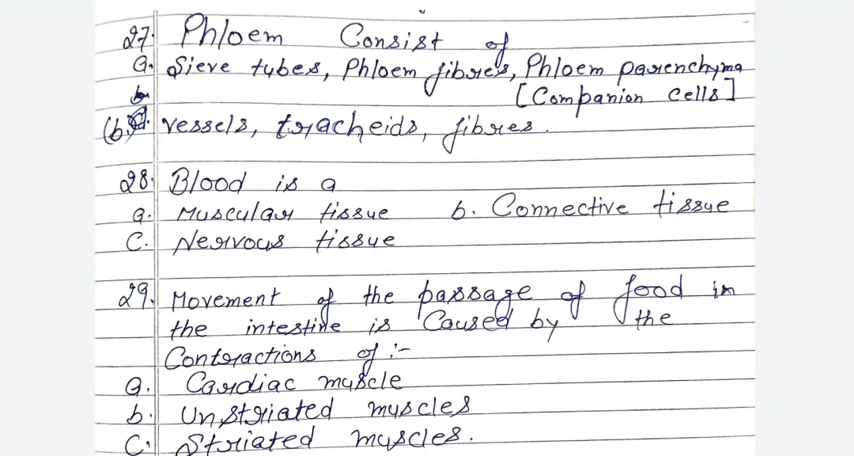 27. Phloem Consist of
a. Sieve tubes, Phloem fibres, Phloem parenchyma
[Companion cells]
(b) vessels, tracheids, fibres.
28. Blood is a
a. Muscular tissue b. Connective tissue
C. Nervous tissue
29. Movement of the passage of food in
the intestine is Caused by the
Contractions of :-
a. Cardiac muscle
b. Unstriated muscles
C. Striated muscles.